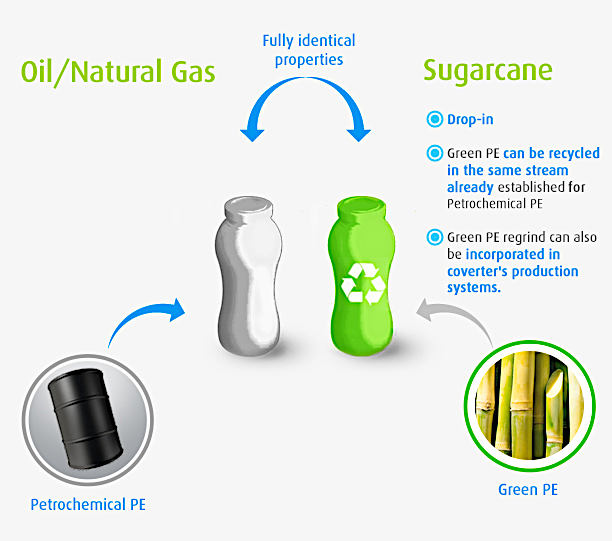 Fully identical
properties
Oil/Natural Gas
Sugarcane
Drop-in
Green PE can be recycled
in the same stream
already established for
Petrochemical PE
Green PE regrind can also
be incorporated in
coverter's production
systems.
Petrochemical PE
Green PE